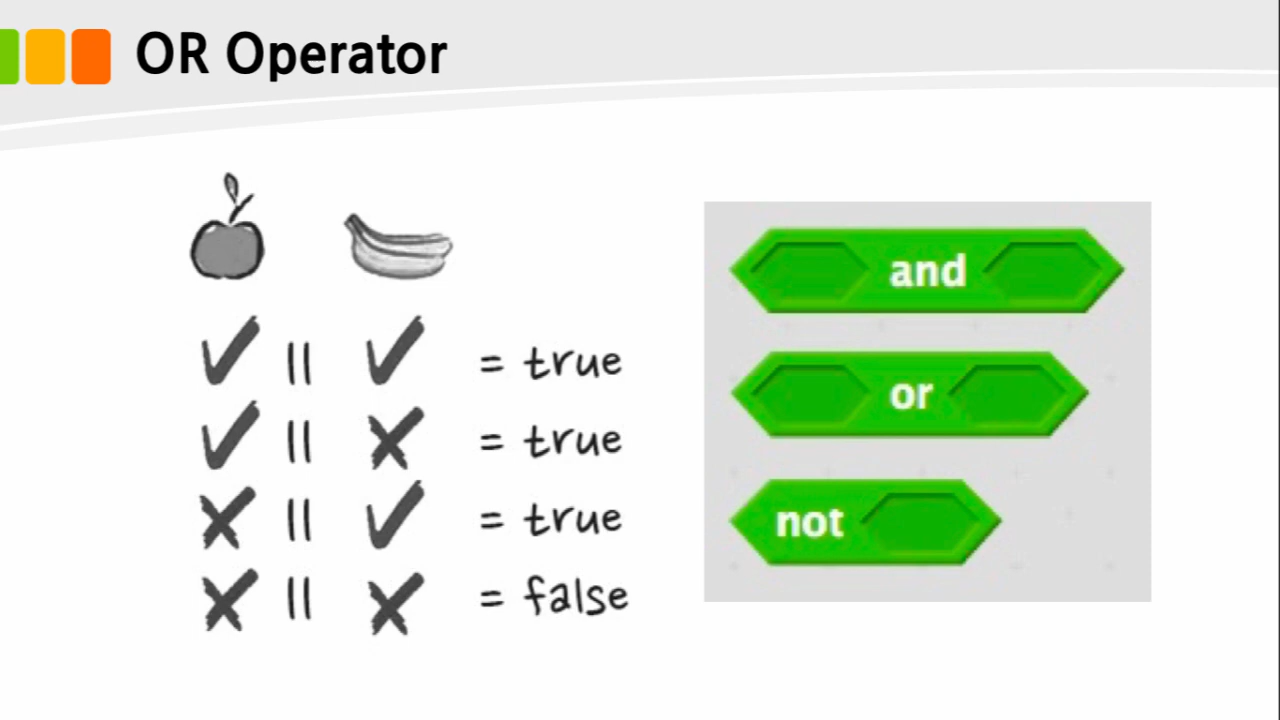 OR Operator
|| = true
|| = true
|| = true
|| = false
and
or
not